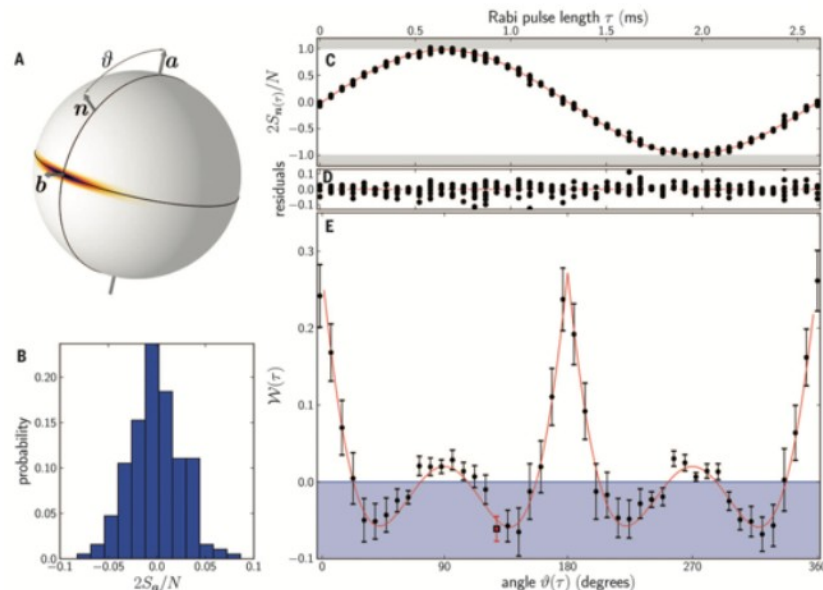 Rabi pulse length τ (ms)
0 0.5 1.0 1.5 2.0 2.5
A
ϑ
a
n
b
C
2S_n(τ)/N
1.0
0.5
0.0
−0.5
−1.0
D
residuals
0.1
0.0
−0.1
E
W(τ)
0.3
0.2
0.1
0.0
−0.1
0 90 180 270 360
angle ϑ(τ) (degrees)
B
probability
0.20
0.15
0.10
0.05
0.00
−0.1 −0.05 0.0 0.05 0.1
2S_a/N